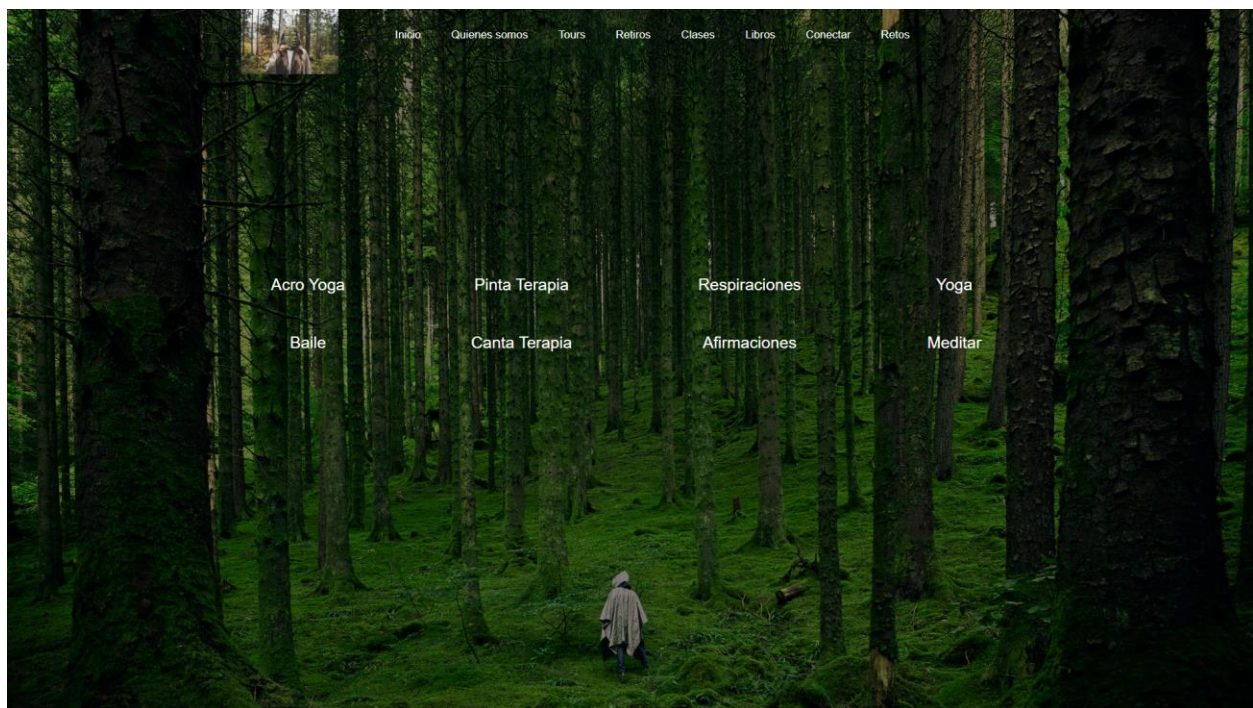 Inicio Quienes somos Tours Retiros Clases Libros Conectar Retos
Acro Yoga Pinta Terapia Respiraciones Yoga
Baile Canta Terapia Afirmaciones Meditar